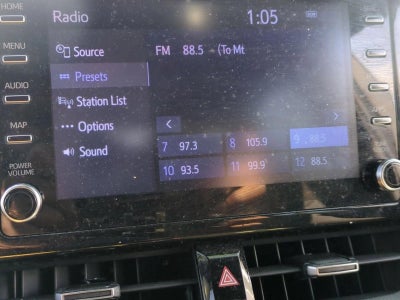 HOME
Radio 1:05
MENU
Source
FM 88.5 - (To Mt
Presets
AUDIO
Station List
MAP
Options
Sound
7 97.3 8 105.9 9 88.5
10 93.5 11 99.9 12 88.5
POWER
VOLUME